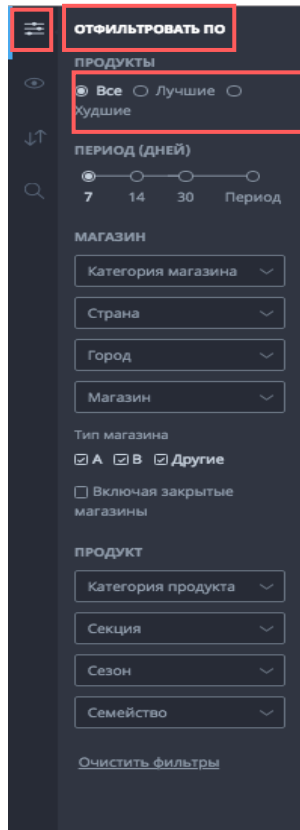 ОТФИЛЬТРОВАТЬ ПО
ПРОДУКТЫ
Все Лучшие
Худшие
ПЕРИОД (ДНЕЙ)
7 14 30 Период
МАГАЗИН
Категория магазина
Страна
Город
Магазин
Тип магазина
А В Другие
Включая закрытые
магазины
ПРОДУКТ
Категория продукта
Секция
Сезон
Семейство
Очистить фильтры